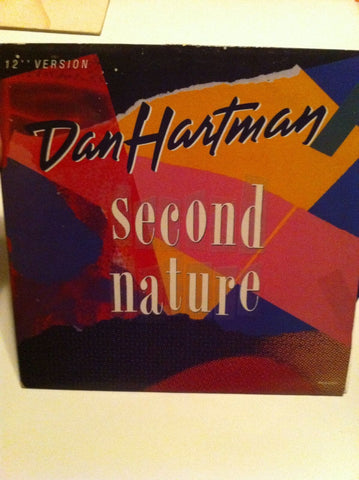 12'' VERSION
Dan Hartman
second
nature